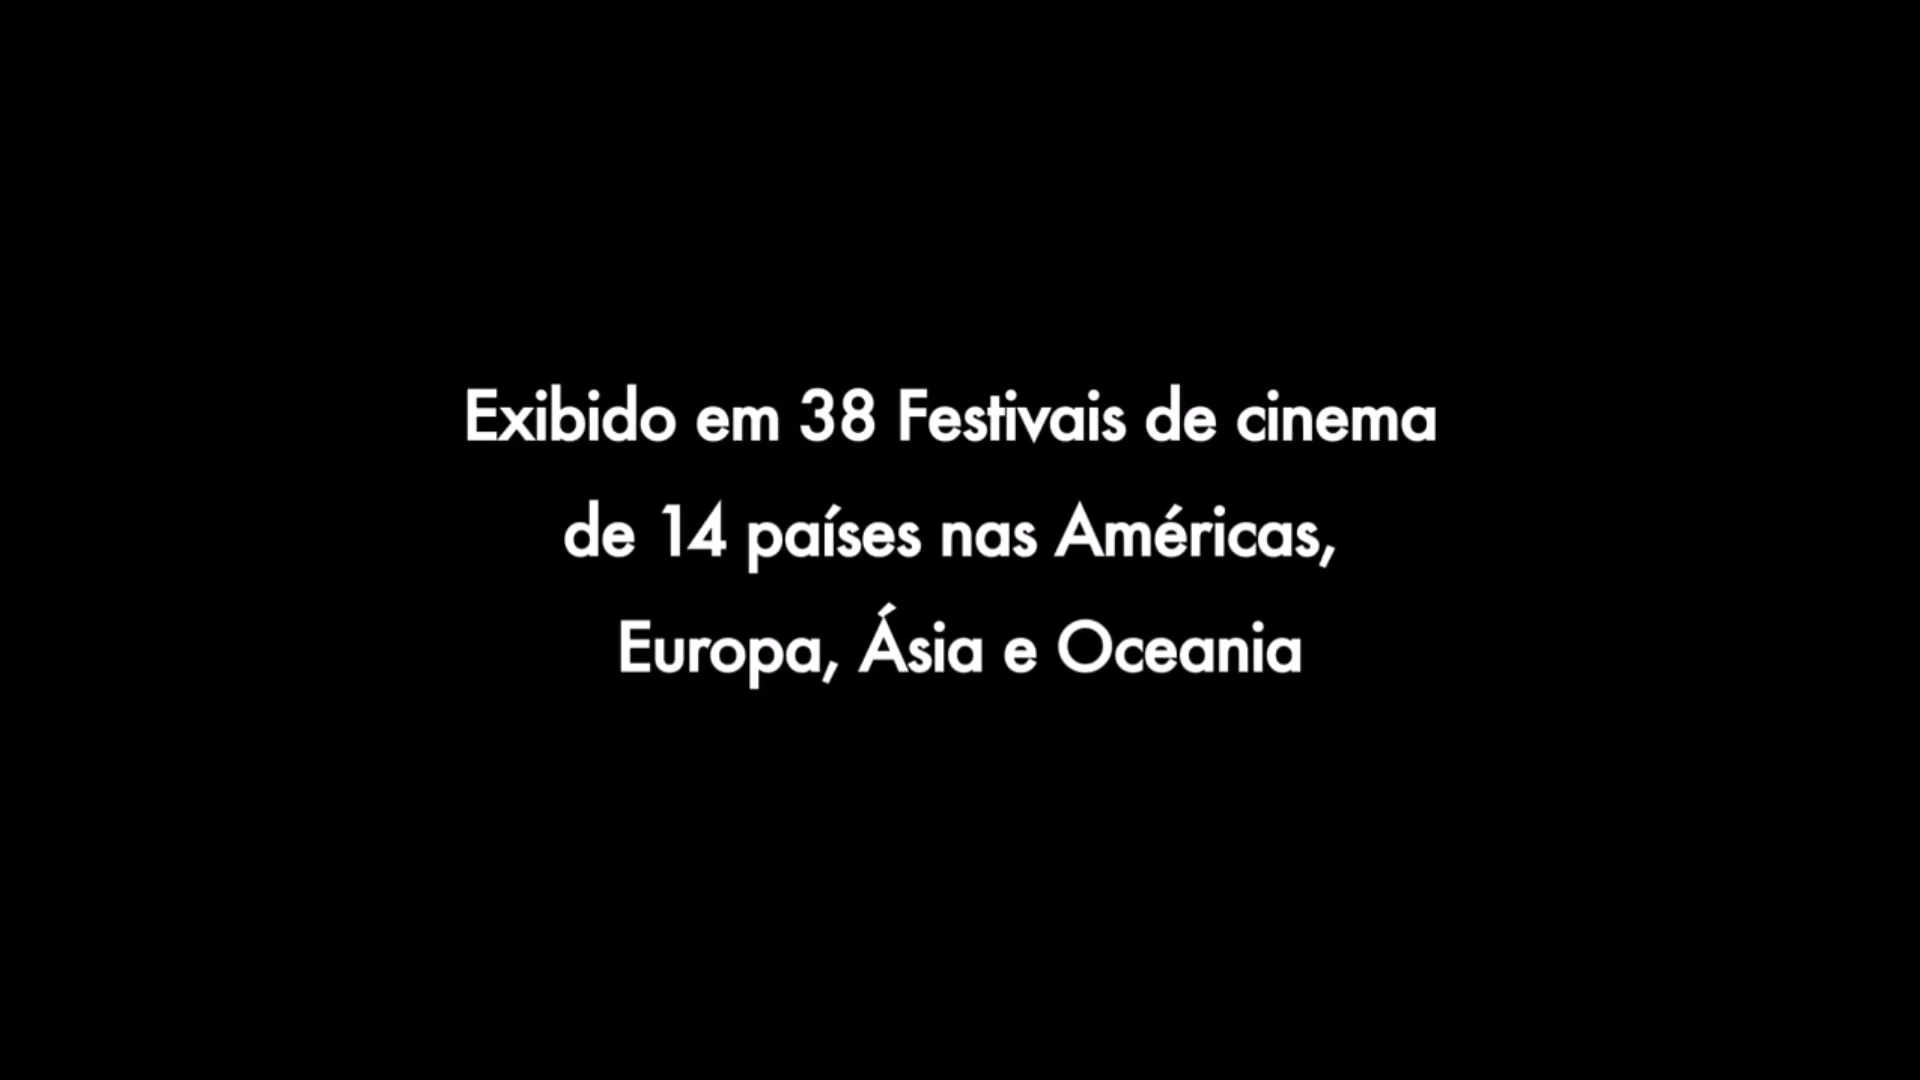 Exibido em 38 Festivais de cinema
de 14 países nas Américas,
Europa, Ásia e Oceania